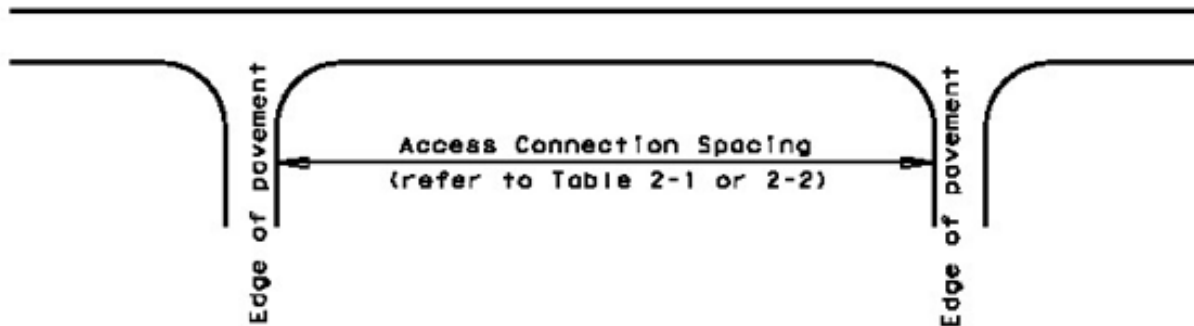 Edge of pavement
Access Connection Spacing
(refer to Table 2-1 or 2-2)
Edge of pavement